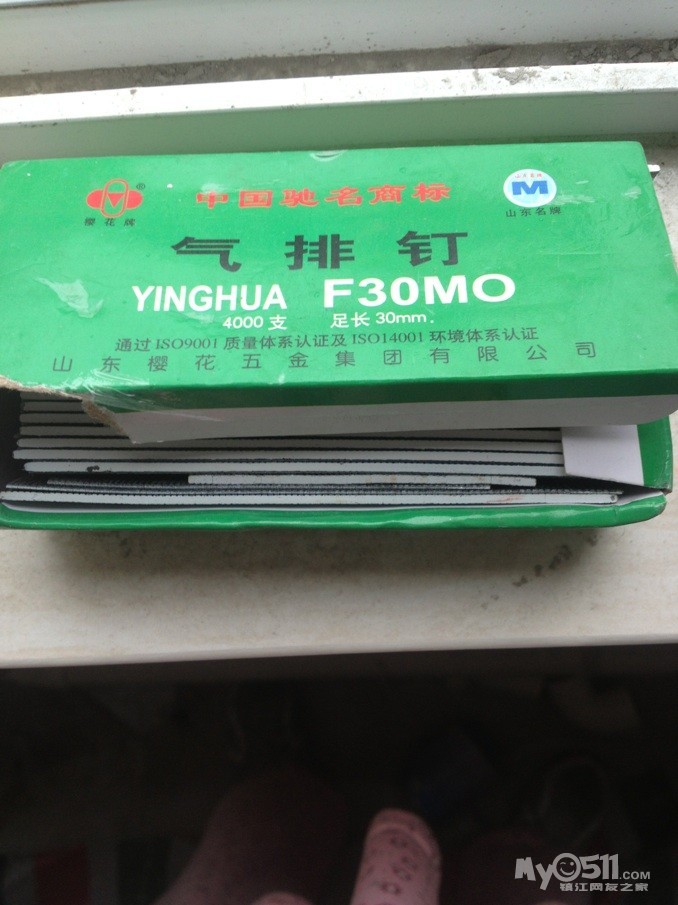 中国驰名商标
®
樱花牌
M
山东名牌
气排钉
YINGHUA F30MO
4000支 足长30mm.
通过ISO9001质量体系认证及ISO14001环境体系认证
山东樱花五金集团有限公司
My0511.COM
镇江网友之家